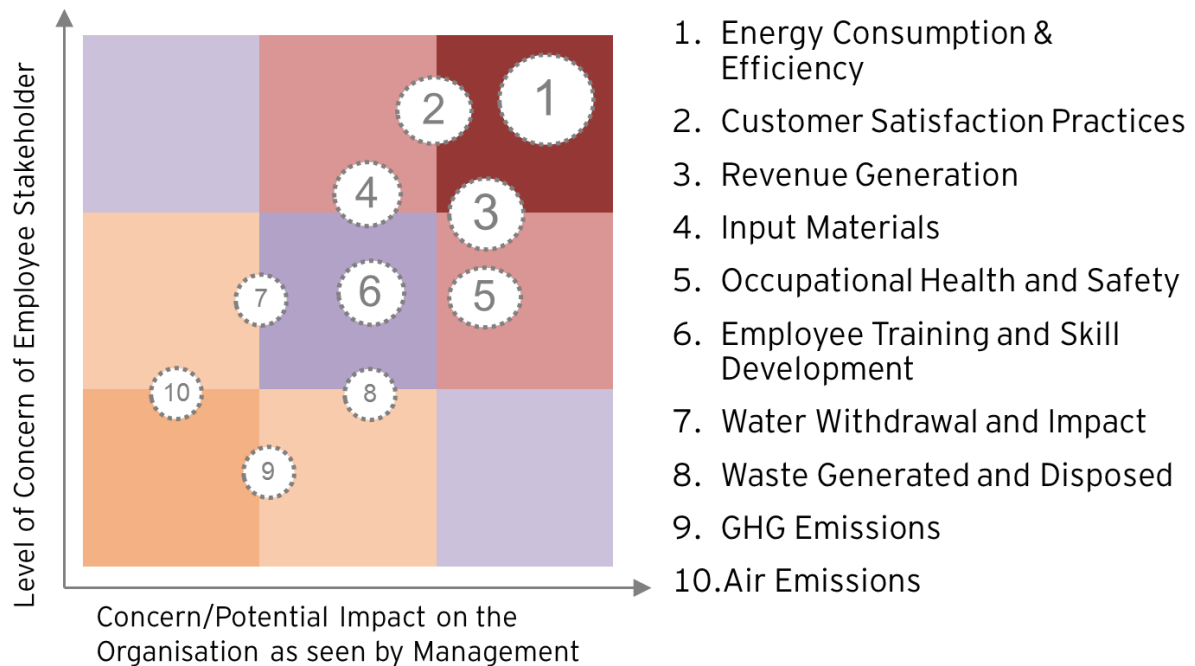 Level of Concern of Employee Stakeholder
1
2
3
4
5
6
7
8
9
10
Concern/Potential Impact on the
Organisation as seen by Management
1. Energy Consumption &
Efficiency
2. Customer Satisfaction Practices
3. Revenue Generation
4. Input Materials
5. Occupational Health and Safety
6. Employee Training and Skill
Development
7. Water Withdrawal and Impact
8. Waste Generated and Disposed
9. GHG Emissions
10.Air Emissions